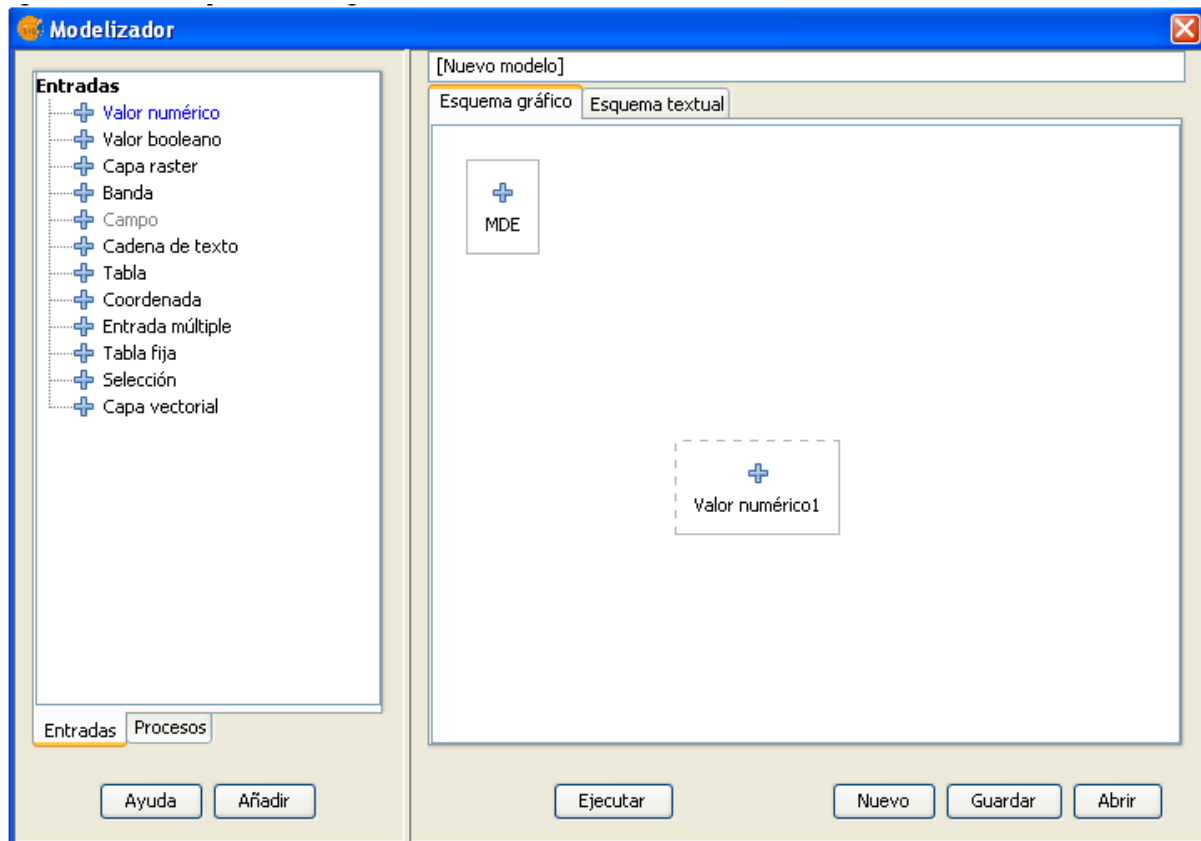 Modelizador
Entradas
Valor numérico
Valor booleano
Capa raster
Banda
Campo
Cadena de texto
Tabla
Coordenada
Entrada múltiple
Tabla fija
Selección
Capa vectorial
Entradas Procesos
Ayuda Añadir
[Nuevo modelo]
Esquema gráfico Esquema textual
MDE
Valor numérico1
Ejecutar Nuevo Guardar Abrir